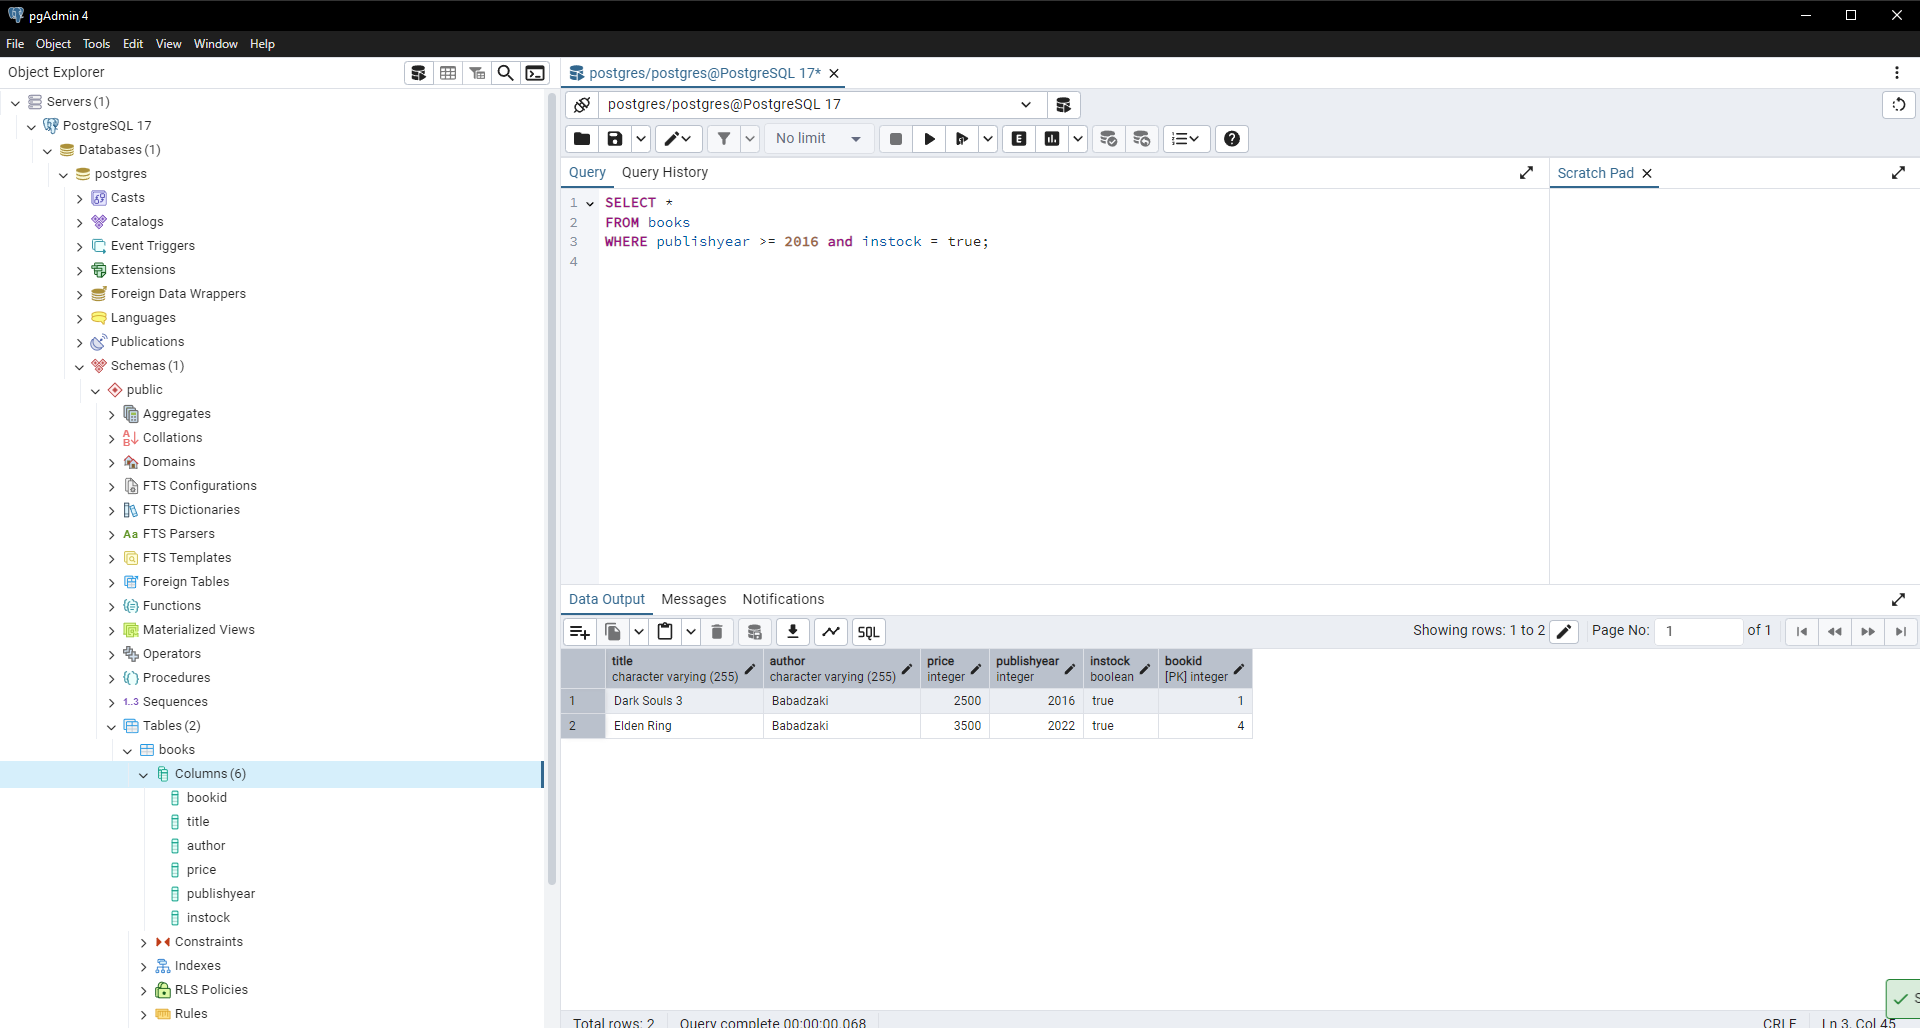 pgAdmin 4
File Object Tools Edit View Window Help
Object Explorer
Servers (1)
PostgreSQL 17
Databases (1)
postgres
Casts
Catalogs
Event Triggers
Extensions
Foreign Data Wrappers
Languages
Publications
Schemas (1)
public
Aggregates
Collations
Domains
FTS Configurations
FTS Dictionaries
Aa FTS Parsers
FTS Templates
Foreign Tables
Functions
Materialized Views
Operators
Procedures
1..3 Sequences
Tables (2)
books
Columns (6)
bookid
title
author
price
publishyear
instock
Constraints
Indexes
RLS Policies
Rules
postgres/postgres@PostgreSQL 17*
postgres/postgres@PostgreSQL 17
No limit
E
Query Query History
Scratch Pad
1 SELECT *
2 FROM books
3 WHERE publishyear >= 2016 and instock = true;
4
Data Output Messages Notifications
SQL
Showing rows: 1 to 2 Page No: 1 of 1
title author price publishyear instock bookid
character varying (255) character varying (255) integer integer boolean [PK] integer
1 Dark Souls 3 Babadzaki 2500 2016 true 1
2 Elden Ring Babadzaki 3500 2022 true 4
Total rows: 2 Query complete 00:00:00.068 CRLF Ln 3, Col 45